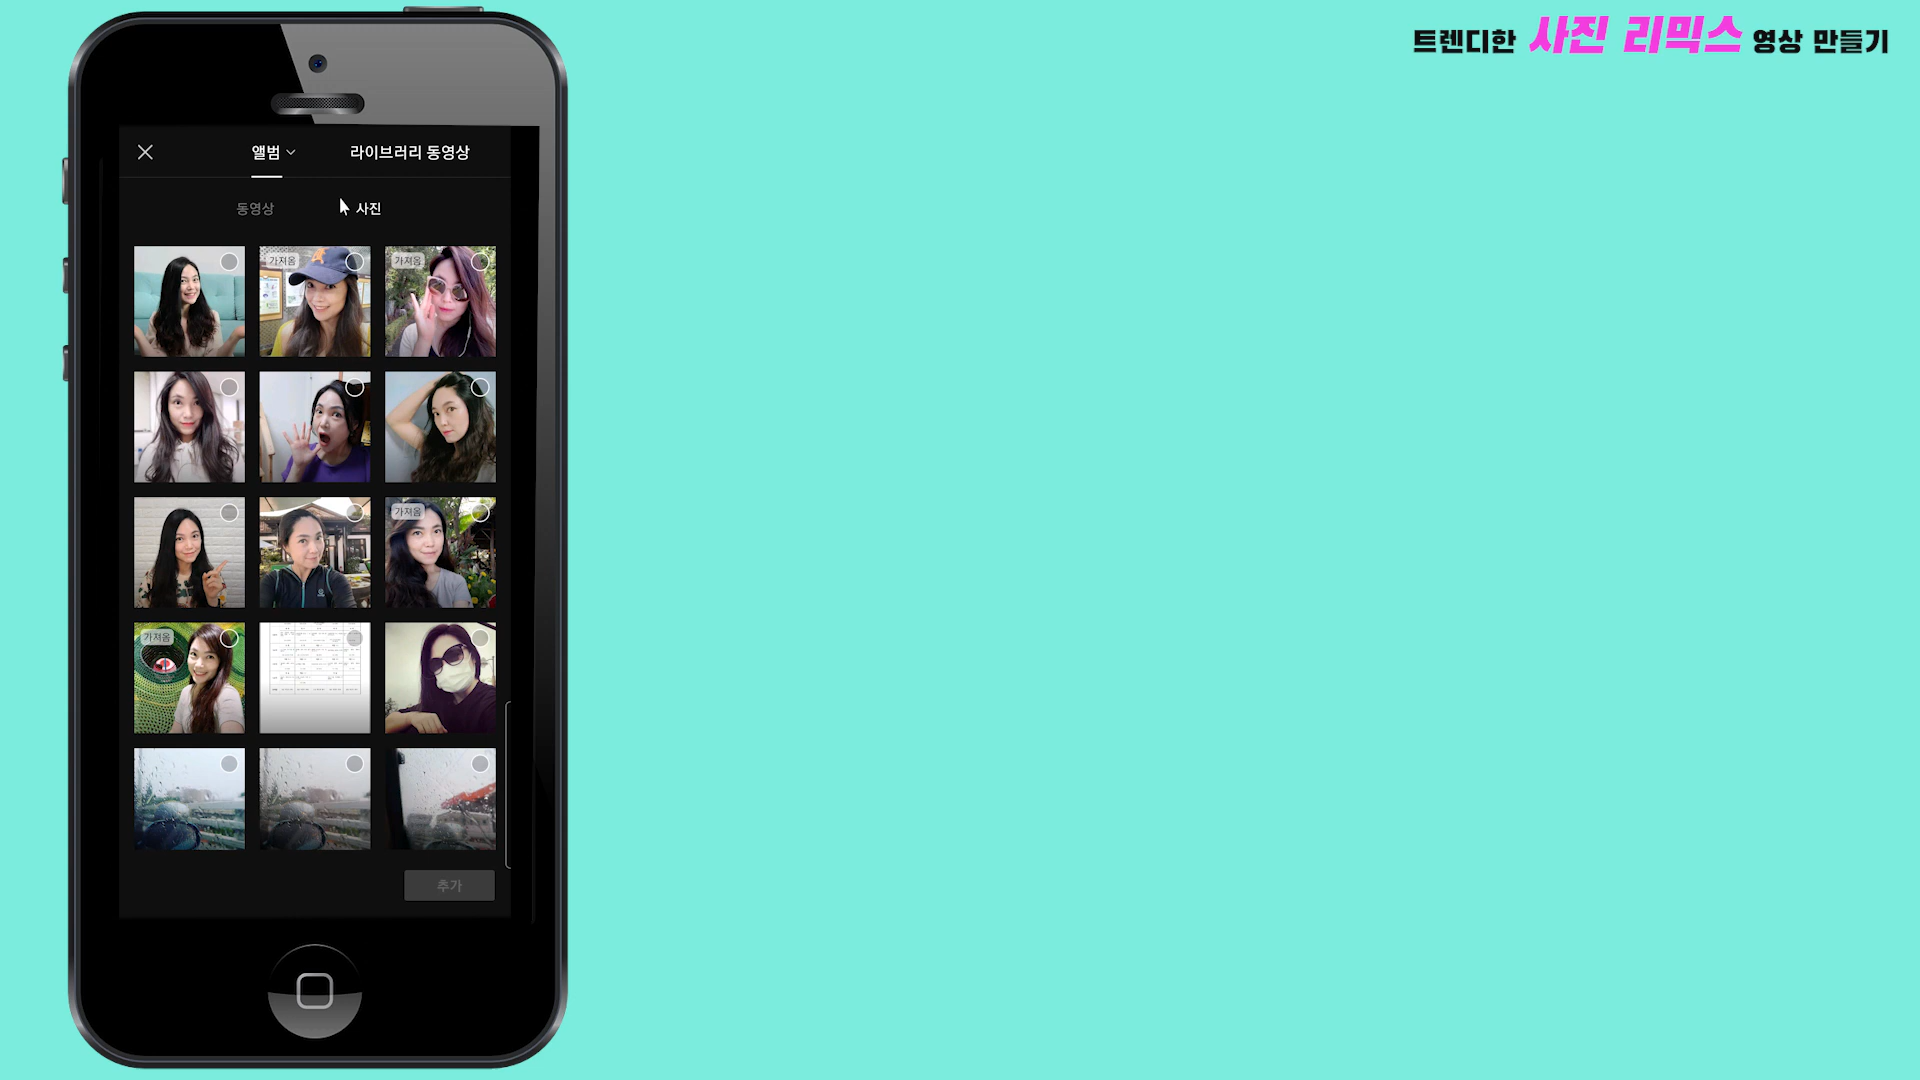 트렌디한 사진 리믹스 영상 만들기
앨범 라이브러리 동영상
동영상 사진
가져옴 가져옴
가져옴
가져옴
추가